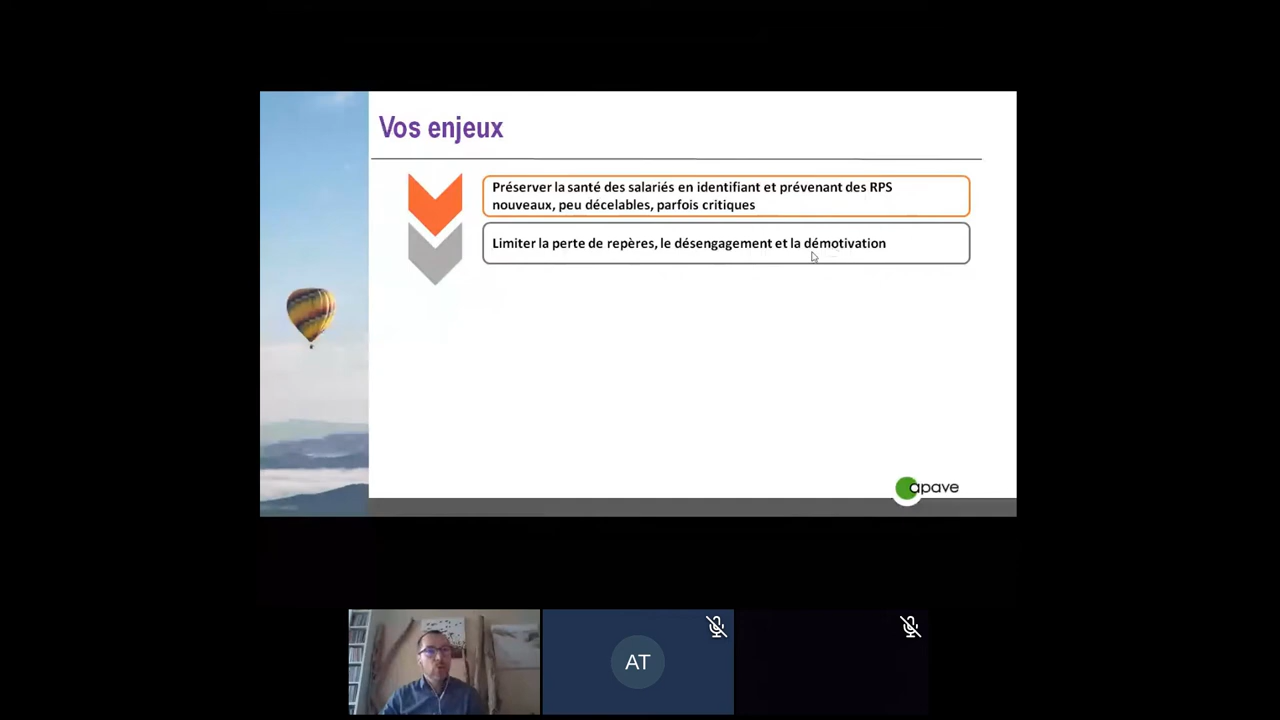 Vos enjeux
Préserver la santé des salariés en identifiant et prévenant des RPS
nouveaux, peu décelables, parfois critiques
Limiter la perte de repères, le désengagement et la démotivation
apave
AT